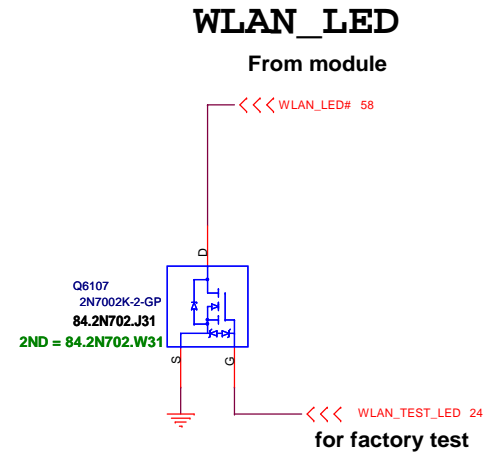 WLAN_LED
From module
WLAN_LED# 58
D
Q6107
2N7002K-2-GP
84.2N702.J31
2ND = 84.2N702.W31
S
G
WLAN_TEST_LED 24
for factory test